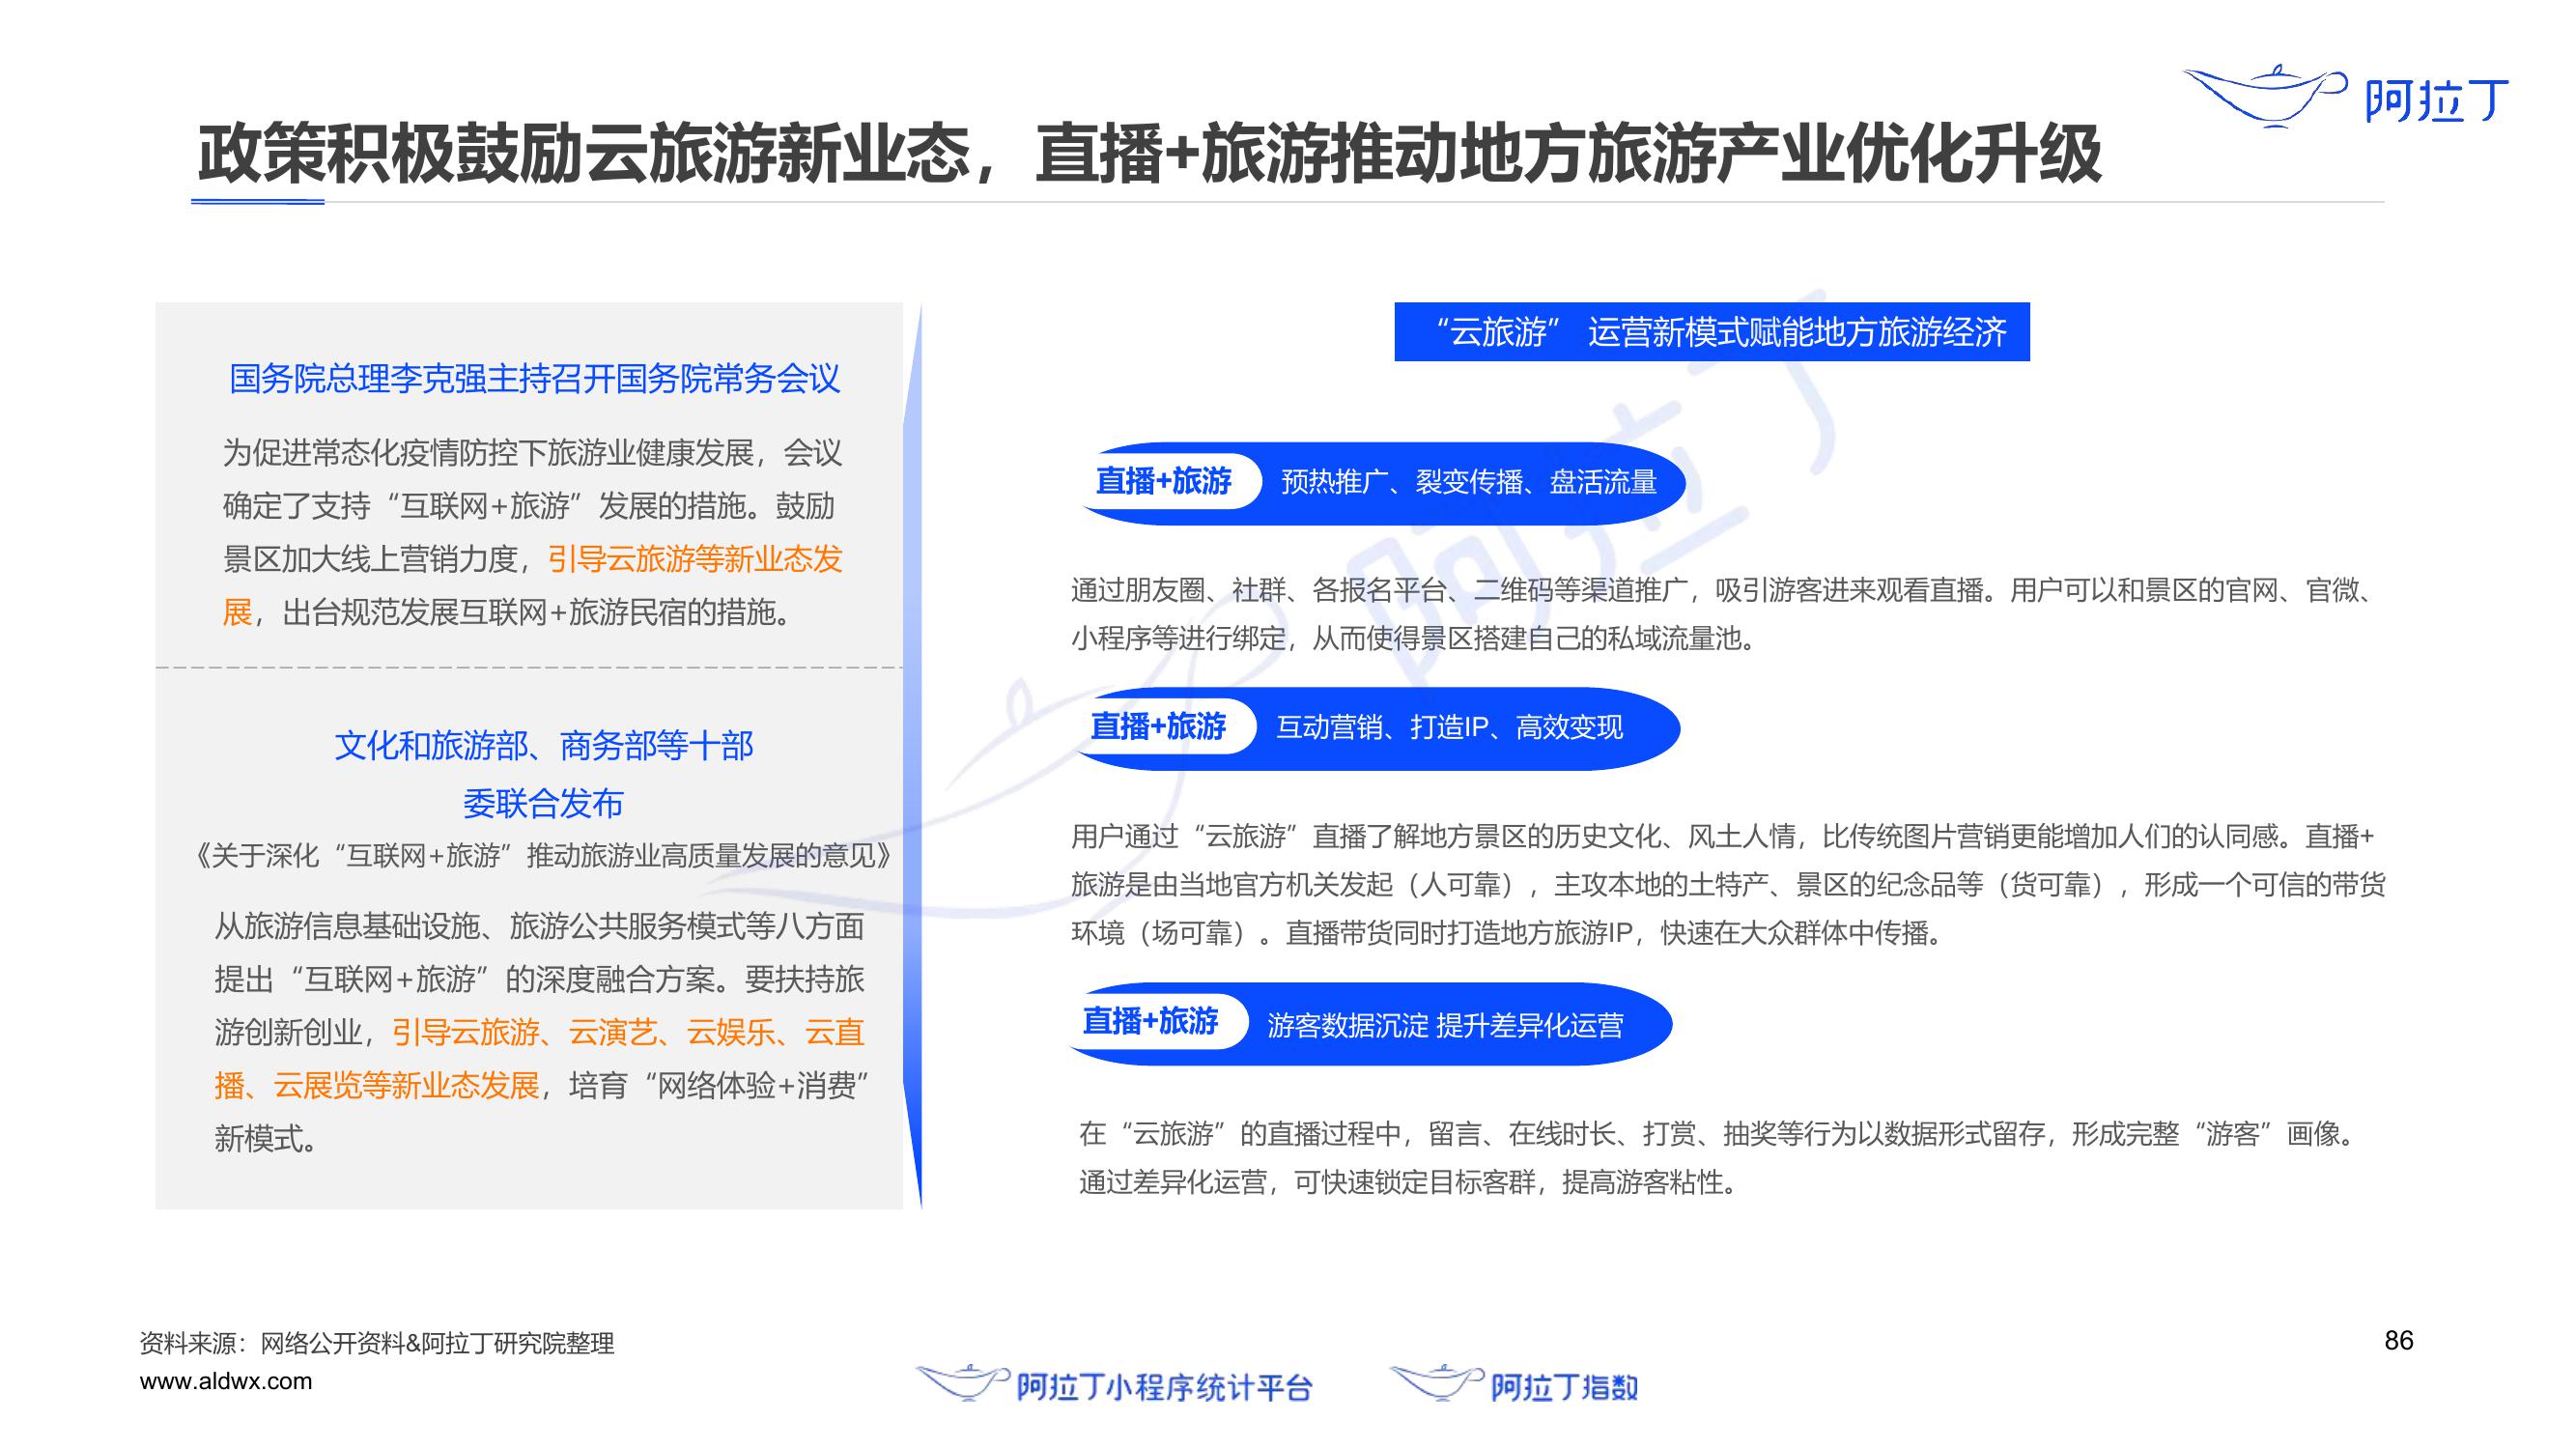 阿拉丁
政策积极鼓励云旅游新业态，直播+旅游推动地方旅游产业优化升级
国务院总理李克强主持召开国务院常务会议
为促进常态化疫情防控下旅游业健康发展，会议
确定了支持“互联网+旅游”发展的措施。鼓励
景区加大线上营销力度，引导云旅游等新业态发
展，出台规范发展互联网+旅游民宿的措施。
文化和旅游部、商务部等十部
委联合发布
《关于深化“互联网+旅游”推动旅游业高质量发展的意见》
从旅游信息基础设施、旅游公共服务模式等八方面
提出“互联网+旅游”的深度融合方案。要扶持旅
游创新创业，引导云旅游、云演艺、云娱乐、云直
播、云展览等新业态发展，培育“网络体验+消费”
新模式。
“云旅游” 运营新模式赋能地方旅游经济
直播+旅游 预热推广、裂变传播、盘活流量
通过朋友圈、社群、各报名平台、二维码等渠道推广，吸引游客进来观看直播。用户可以和景区的官网、官微、
小程序等进行绑定，从而使得景区搭建自己的私域流量池。
直播+旅游 互动营销、打造IP、高效变现
用户通过“云旅游”直播了解地方景区的历史文化、风土人情，比传统图片营销更能增加人们的认同感。直播+
旅游是由当地官方机关发起（人可靠），主攻本地的土特产、景区的纪念品等（货可靠），形成一个可信的带货
环境（场可靠）。直播带货同时打造地方旅游IP，快速在大众群体中传播。
直播+旅游 游客数据沉淀 提升差异化运营
在“云旅游”的直播过程中，留言、在线时长、打赏、抽奖等行为以数据形式留存，形成完整“游客”画像。
通过差异化运营，可快速锁定目标客群，提高游客粘性。
阿拉丁
资料来源：网络公开资料&阿拉丁研究院整理
www.aldwx.com
阿拉丁小程序统计平台
阿拉丁指数
86